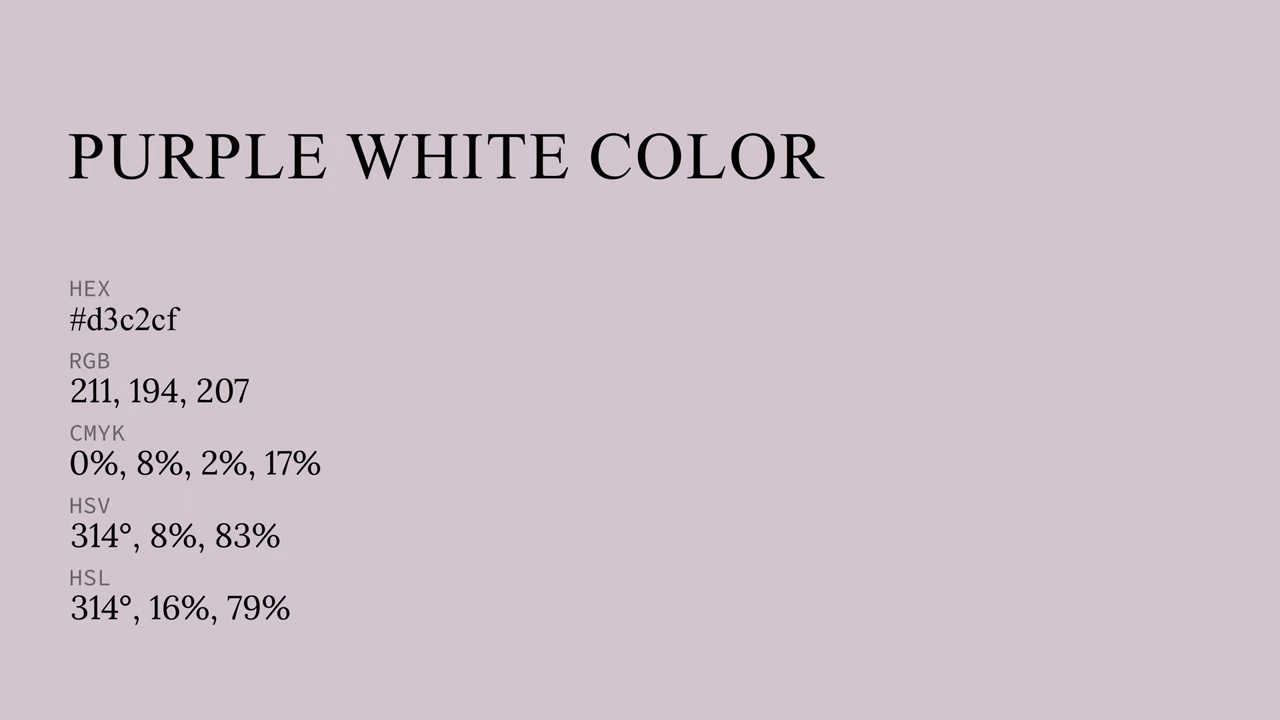 PURPLE WHITE COLOR
HEX
#d3c2cf
RGB
211, 194, 207
CMYK
0%, 8%, 2%, 17%
HSV
314°, 8%, 83%
HSL
314°, 16%, 79%